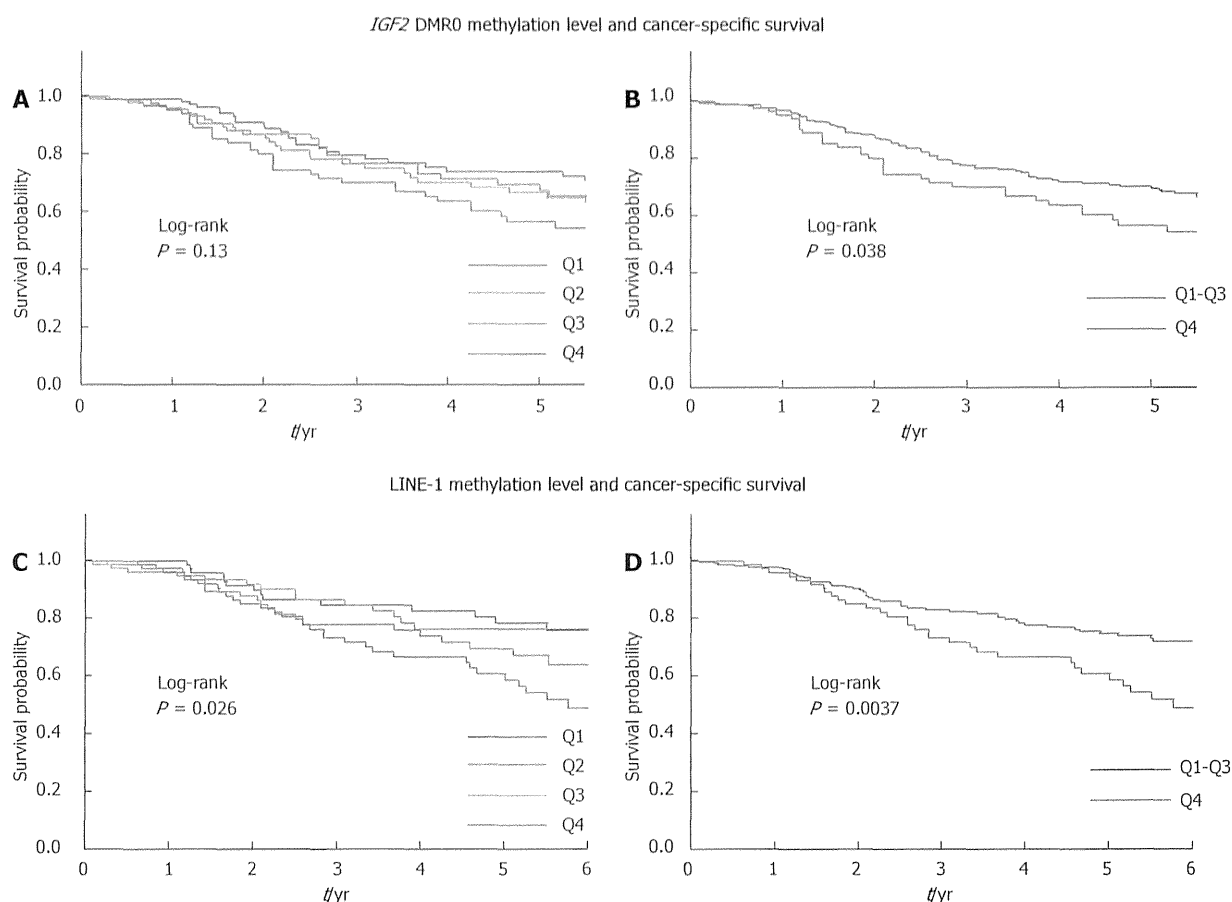 IGF2 DMR0 methylation level and cancer-specific survival
A
1.0
0.8
0.6
0.4
0.2
0.0
Survival probability
Log-rank
P = 0.13
Q1
Q2
Q3
Q4
0 1 2 3 4 5
t/yr
B
1.0
0.8
0.6
0.4
0.2
0.0
Survival probability
Log-rank
P = 0.038
Q1-Q3
Q4
0 1 2 3 4 5
t/yr
LINE-1 methylation level and cancer-specific survival
C
1.0
0.8
0.6
0.4
0.2
0.0
Survival probability
Log-rank
P = 0.026
Q1
Q2
Q3
Q4
0 1 2 3 4 5 6
t/yr
D
1.0
0.8
0.6
0.4
0.2
0.0
Survival probability
Log-rank
P = 0.0037
Q1-Q3
Q4
0 1 2 3 4 5 6
t/yr